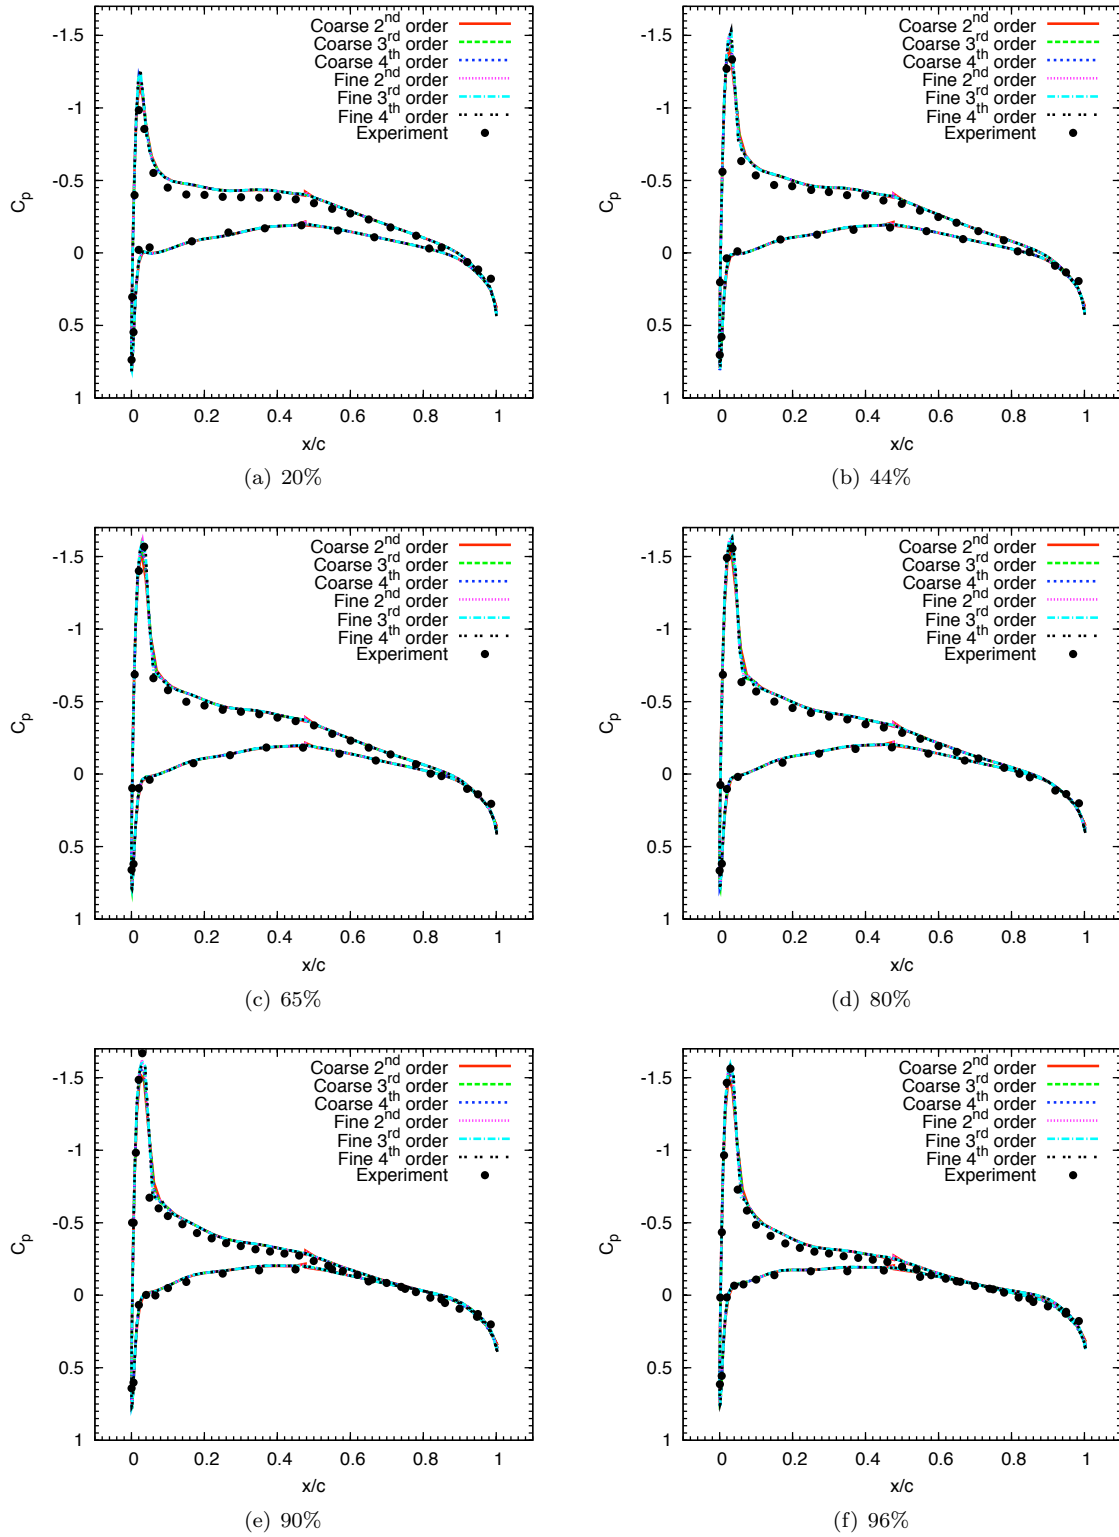 -1.5
-1
-0.5
0
0.5
1
Cp
0 0.2 0.4 0.6 0.8 1
x/c
Coarse 2nd order
Coarse 3rd order
Coarse 4th order
Fine 2nd order
Fine 3rd order
Fine 4th order
Experiment
(a) 20%
-1.5
-1
-0.5
0
0.5
1
Cp
0 0.2 0.4 0.6 0.8 1
x/c
Coarse 2nd order
Coarse 3rd order
Coarse 4th order
Fine 2nd order
Fine 3rd order
Fine 4th order
Experiment
(b) 44%
-1.5
-1
-0.5
0
0.5
1
Cp
0 0.2 0.4 0.6 0.8 1
x/c
Coarse 2nd order
Coarse 3rd order
Coarse 4th order
Fine 2nd order
Fine 3rd order
Fine 4th order
Experiment
(c) 65%
-1.5
-1
-0.5
0
0.5
1
Cp
0 0.2 0.4 0.6 0.8 1
x/c
Coarse 2nd order
Coarse 3rd order
Coarse 4th order
Fine 2nd order
Fine 3rd order
Fine 4th order
Experiment
(d) 80%
-1.5
-1
-0.5
0
0.5
1
Cp
0 0.2 0.4 0.6 0.8 1
x/c
Coarse 2nd order
Coarse 3rd order
Coarse 4th order
Fine 2nd order
Fine 3rd order
Fine 4th order
Experiment
(e) 90%
-1.5
-1
-0.5
0
0.5
1
Cp
0 0.2 0.4 0.6 0.8 1
x/c
Coarse 2nd order
Coarse 3rd order
Coarse 4th order
Fine 2nd order
Fine 3rd order
Fine 4th order
Experiment
(f) 96%